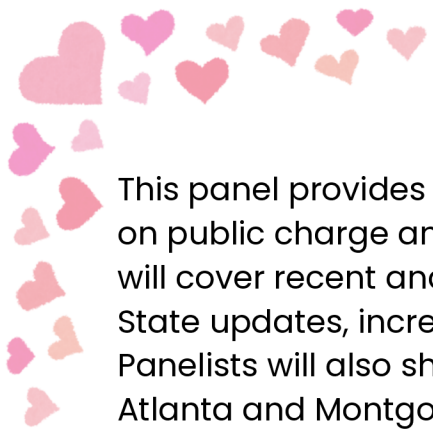 This panel provides
on public charge an
will cover recent and
State updates, incre
Panelists will also sh
Atlanta and Montgo